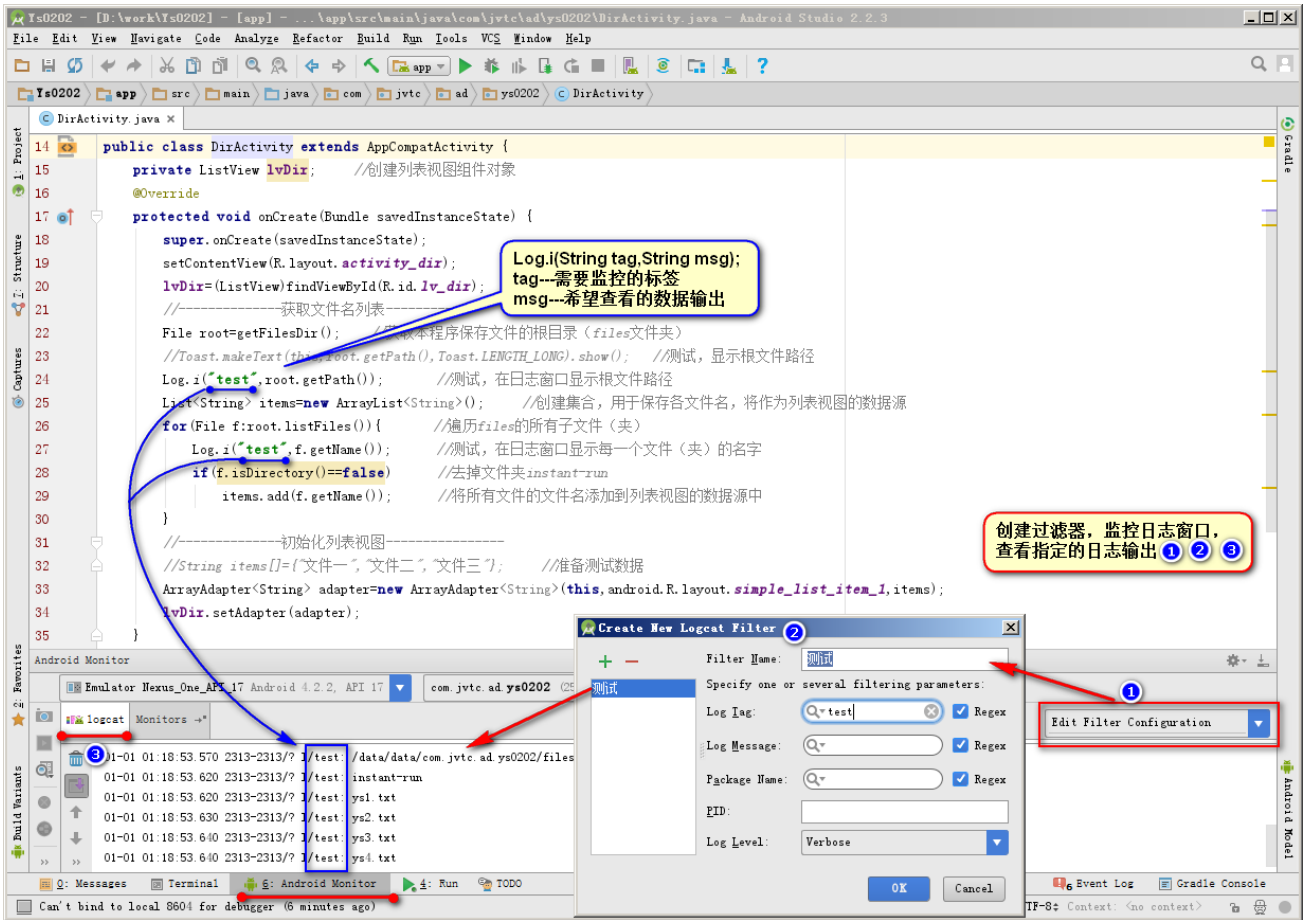 Ys0202 - [D:\work\Ys0202] - [app] - ...\app\src\main\java\com\jvtc\ad\ys0202\DirActivity.java - Android Studio 2.2.3
File Edit View Navigate Code Analyze Refactor Build Run Tools VCS Window Help
app
Ys0202 app src main java com jvtc ad ys0202 DirActivity
DirActivity.java
1: Project
7: Structure
Captures
2: Favorites
Build Variants
Gradle
Android Model
14 public class DirActivity extends AppCompatActivity {
15 private ListView lvDir; //创建列表视图组件对象
16 @Override
17 protected void onCreate(Bundle savedInstanceState) {
18 super.onCreate(savedInstanceState);
19 setContentView(R.layout.activity_dir);
20 lvDir=(ListView)findViewById(R.id.lv_dir);
21 //--------------获取文件名列表----------
22 File root=getFilesDir(); 本程序保存文件的根目录（files文件夹）
23 //Toast.makeText(this,root.getPath(),Toast.LENGTH_LONG).show(); //测试，显示根文件路径
24 Log.i("test",root.getPath()); //测试，在日志窗口显示根文件路径
25 List<String> items=new ArrayList<String>(); //创建集合，用于保存各文件名，将作为列表视图的数据源
26 for(File f:root.listFiles()){ //遍历files的所有子文件（夹）
27 Log.i("test",f.getName()); //测试，在日志窗口显示每一个文件（夹）的名字
28 if(f.isDirectory()==false) //去掉文件夹instant-run
29 items.add(f.getName()); //将所有文件的文件名添加到列表视图的数据源中
30 }
31 //--------------初始化列表视图----------------
32 //String items[]={"文件一","文件二","文件三"}; //准备测试数据
33 ArrayAdapter<String> adapter=new ArrayAdapter<String>(this,android.R.layout.simple_list_item_1,items);
34 lvDir.setAdapter(adapter);
35 }
Log.i(String tag,String msg);
tag---需要监控的标签
msg---希望查看的数据输出
创建过滤器，监控日志窗口，
查看指定的日志输出 1 2 3
Android Monitor
Emulator Nexus_One_API_17 Android 4.2.2, API 17
com.jvtc.ad.ys0202 (25
logcat Monitors
3
01-01 01:18:53.570 2313-2313/? I/test: /data/data/com.jvtc.ad.ys0202/files
01-01 01:18:53.620 2313-2313/? I/test: instant-run
01-01 01:18:53.620 2313-2313/? I/test: ys1.txt
01-01 01:18:53.630 2313-2313/? I/test: ys2.txt
01-01 01:18:53.640 2313-2313/? I/test: ys3.txt
01-01 01:18:53.640 2313-2313/? I/test: ys4.txt
Create New Logcat Filter 2
测试
Filter Name: 测试
Specify one or several filtering parameters:
Log Tag: test Regex
Log Message: Regex
Package Name: Regex
PID:
Log Level: Verbose
OK Cancel
1
Edit Filter Configuration
0: Messages Terminal 6: Android Monitor 4: Run TODO
6 Event Log Gradle Console
Can't bind to local 8604 for debugger (6 minutes ago)
TF-8 Context: <no context>